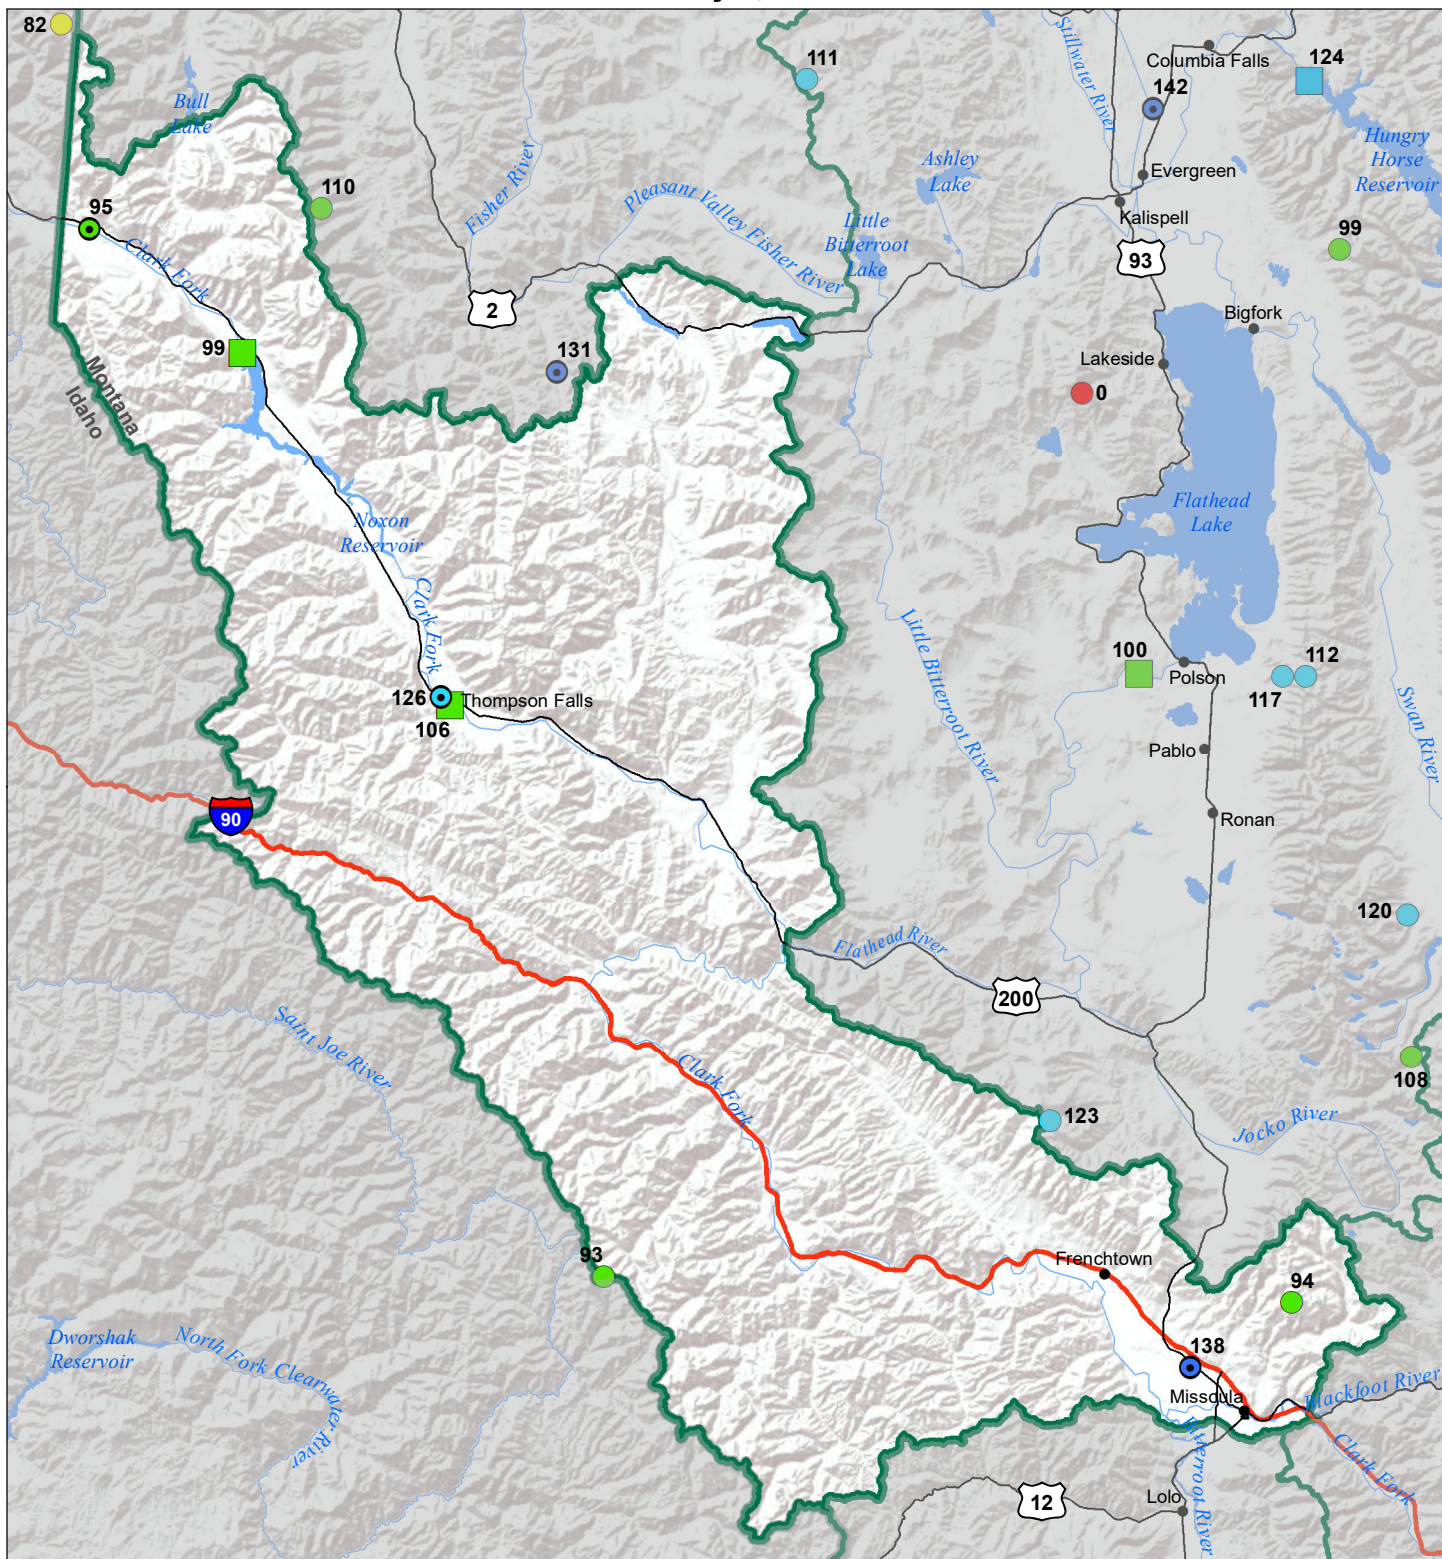 82
111
Stillwater River
Columbia Falls
124
142
Bull
Lake
Hungry
Horse
Reservoir
Fisher River
Ashley
Lake
Evergreen
110
Pleasant Valley Fisher River
Kalispell
95
Little
Bitterroot
Lake
99
93
Clark Fork
2
Bigfork
99
131
Lakeside
Montana
Idaho
0
Flathead
Lake
Noxon
Reservoir
Clark Fork
Little Bitterroot River
100
112
Polson
117
126
Thompson Falls
106
Swan River
Pablo
90
Ronan
120
Flathead River
200
Saint Joe River
Clark Fork
108
123
Jocko River
93
Frenchtown
94
Dworshak
Reservoir
North Fork Clearwater
River
138
Missoula
Blackfoot River
Bitterroot River
Clark Fork
12
Lolo